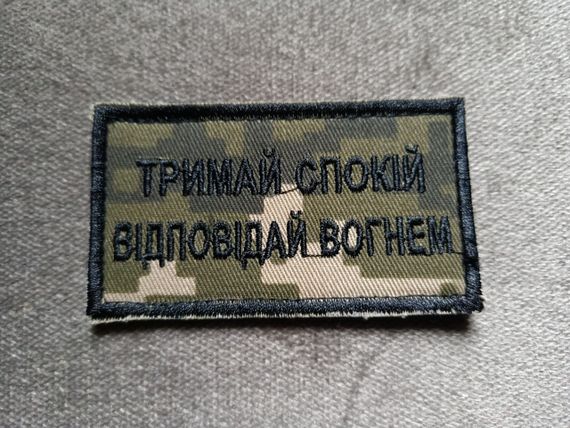 ТРИМАЙ СПОКІЙ
ВІДПОВІДАЙ ВОГНЕМ